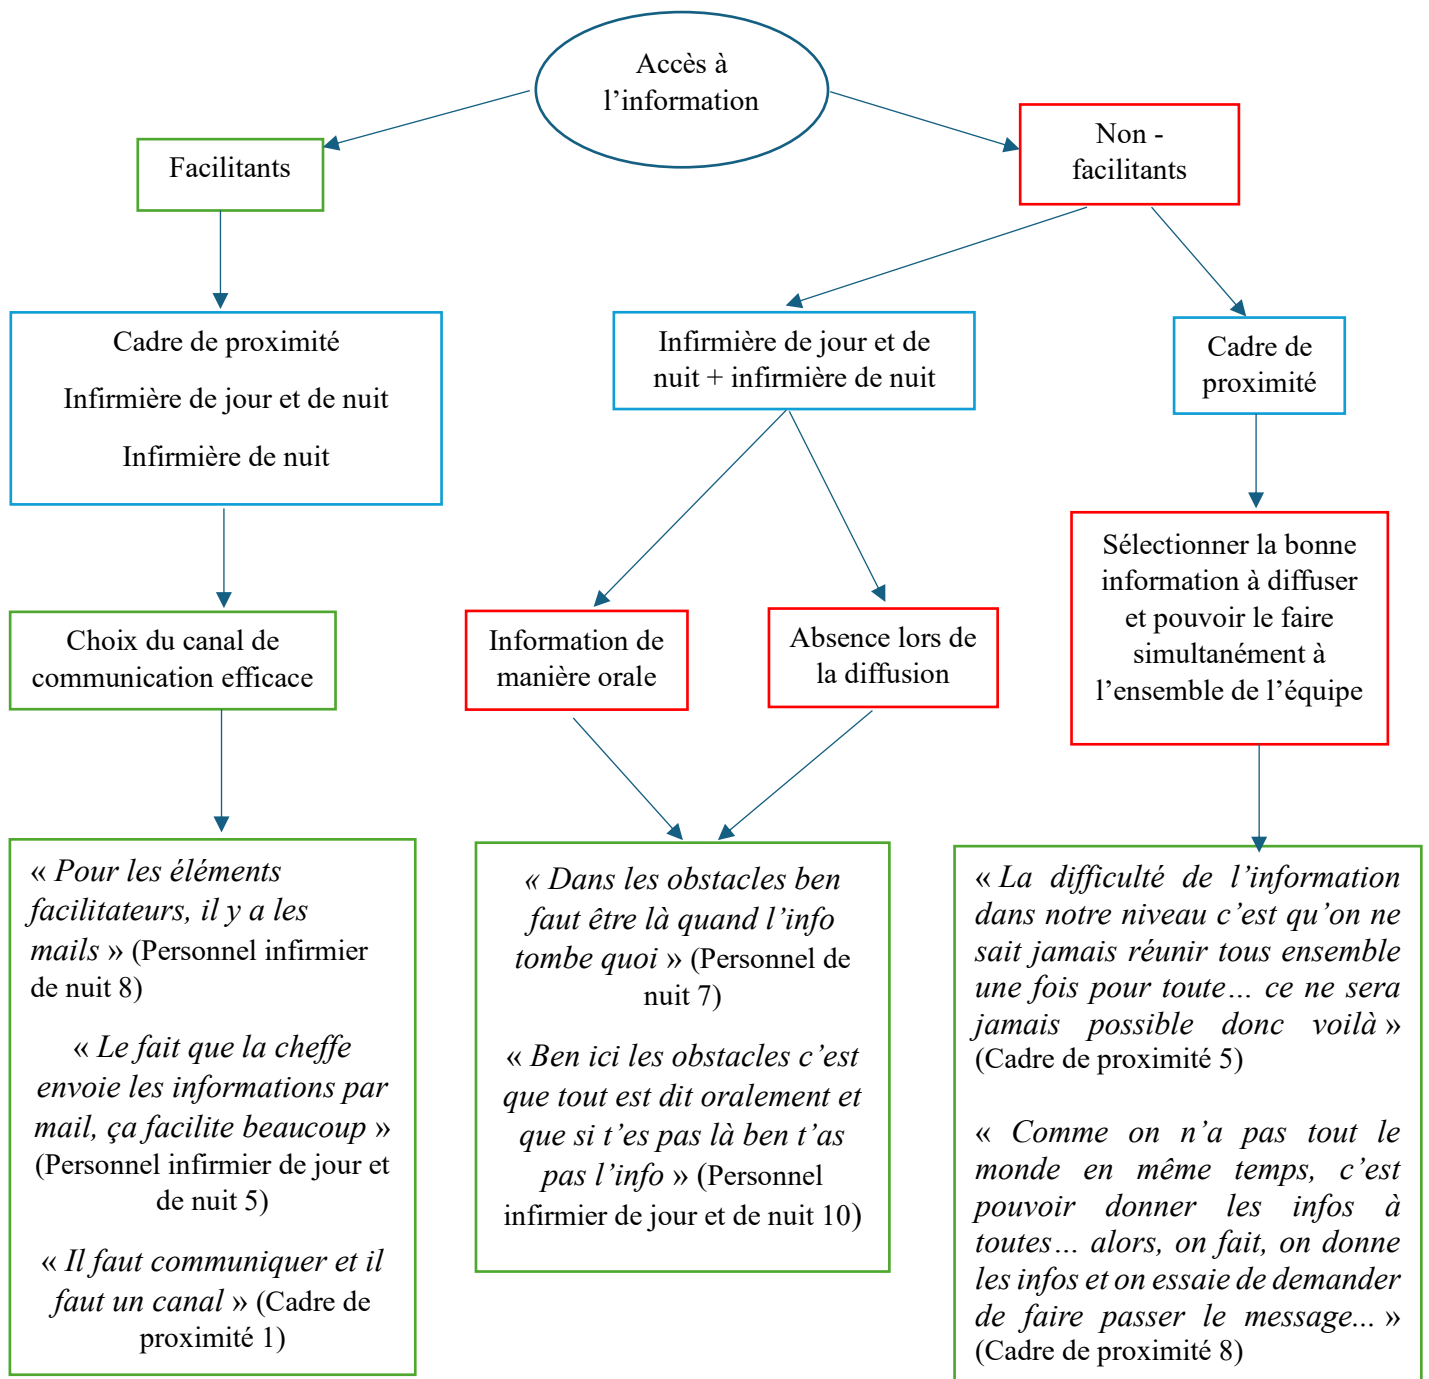 Accès à
l’information
Facilitants
Non -
facilitants
Cadre de proximité
Infirmière de jour et de nuit
Infirmière de nuit
Infirmière de jour et de
nuit + infirmière de nuit
Cadre de
proximité
Choix du canal de
communication efficace
Information de
manière orale
Absence lors de
la diffusion
Sélectionner la bonne
information à diffuser
et pouvoir le faire
simultanément à
l’ensemble de l’équipe
« Pour les éléments
facilitateurs, il y a les
mails » (Personnel infirmier
de nuit 8)
« Le fait que la cheffe
envoie les informations par
mail, ça facilite beaucoup »
(Personnel infirmier de jour et
de nuit 5)
« Il faut communiquer et il
faut un canal » (Cadre de
proximité 1)
« Dans les obstacles ben
faut être là quand l’info
tombe quoi » (Personnel de
nuit 7)
« Ben ici les obstacles c’est
que tout est dit oralement et
que si t’es pas là ben t’as
pas l’info » (Personnel
infirmier de jour et de nuit 10)
« La difficulté de l’information
dans notre niveau c’est qu’on ne
sait jamais réunir tous ensemble
une fois pour toute… ce ne sera
jamais possible donc voilà »
(Cadre de proximité 5)
« Comme on n’a pas tout le
monde en même temps, c’est
pouvoir donner les infos à
toutes… alors, on fait, on donne
les infos et on essaie de demander
de faire passer le message... »
(Cadre de proximité 8)